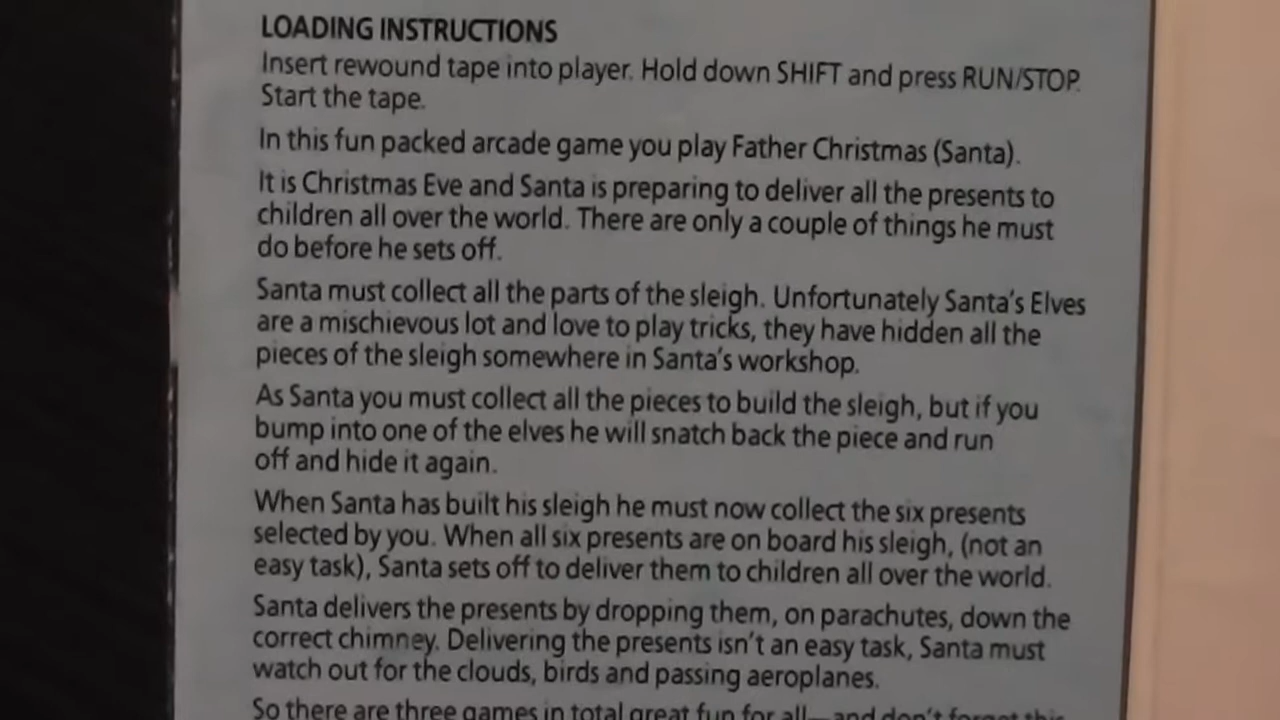 LOADING INSTRUCTIONS
Insert rewound tape into player. Hold down SHIFT and press RUN/STOP.
Start the tape.
In this fun packed arcade game you play Father Christmas (Santa).
It is Christmas Eve and Santa is preparing to deliver all the presents to
children all over the world. There are only a couple of things he must
do before he sets off.
Santa must collect all the parts of the sleigh. Unfortunately Santa's Elves
are a mischievous lot and love to play tricks, they have hidden all the
pieces of the sleigh somewhere in Santa's workshop.
As Santa you must collect all the pieces to build the sleigh, but if you
bump into one of the elves he will snatch back the piece and run
off and hide it again.
When Santa has built his sleigh he must now collect the six presents
selected by you. When all six presents are on board his sleigh, (not an
easy task), Santa sets off to deliver them to children all over the world.
Santa delivers the presents by dropping them, on parachutes, down the
correct chimney. Delivering the presents isn't an easy task, Santa must
watch out for the clouds, birds and passing aeroplanes.
So there are three games in total great fun for all—and don't forget this